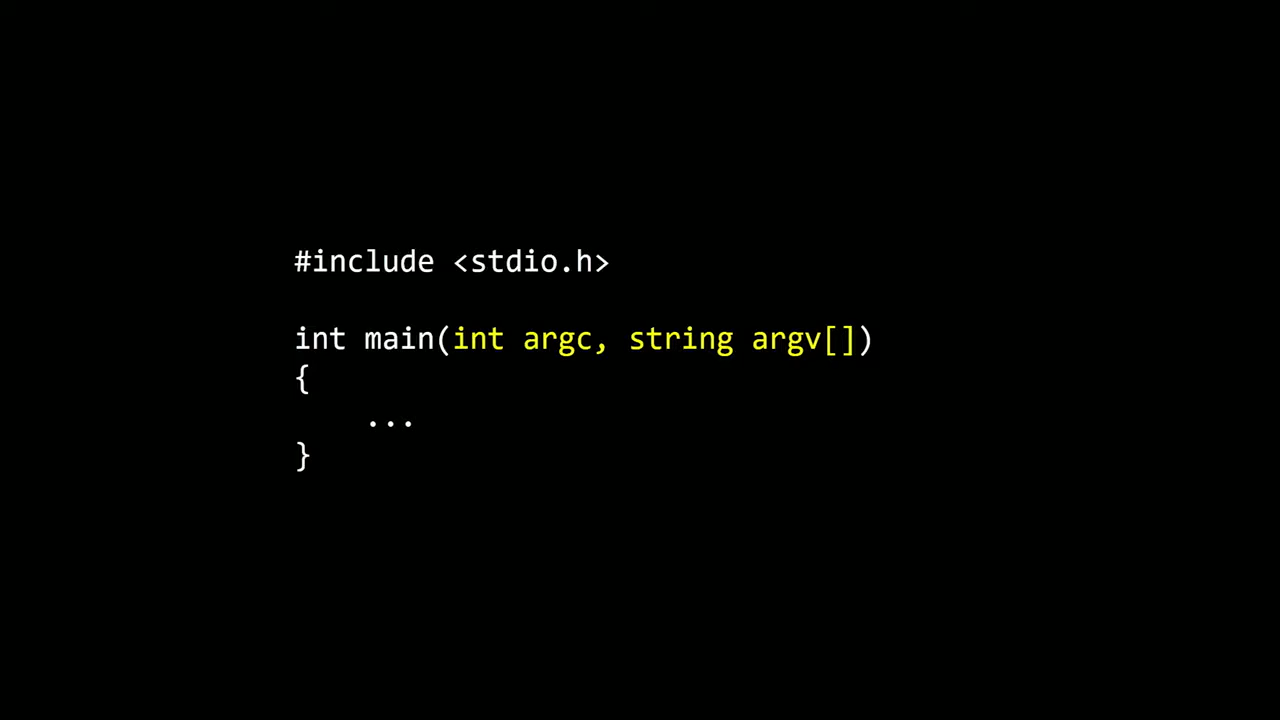 #include <stdio.h>
int main(int argc, string argv[])
{
...
}